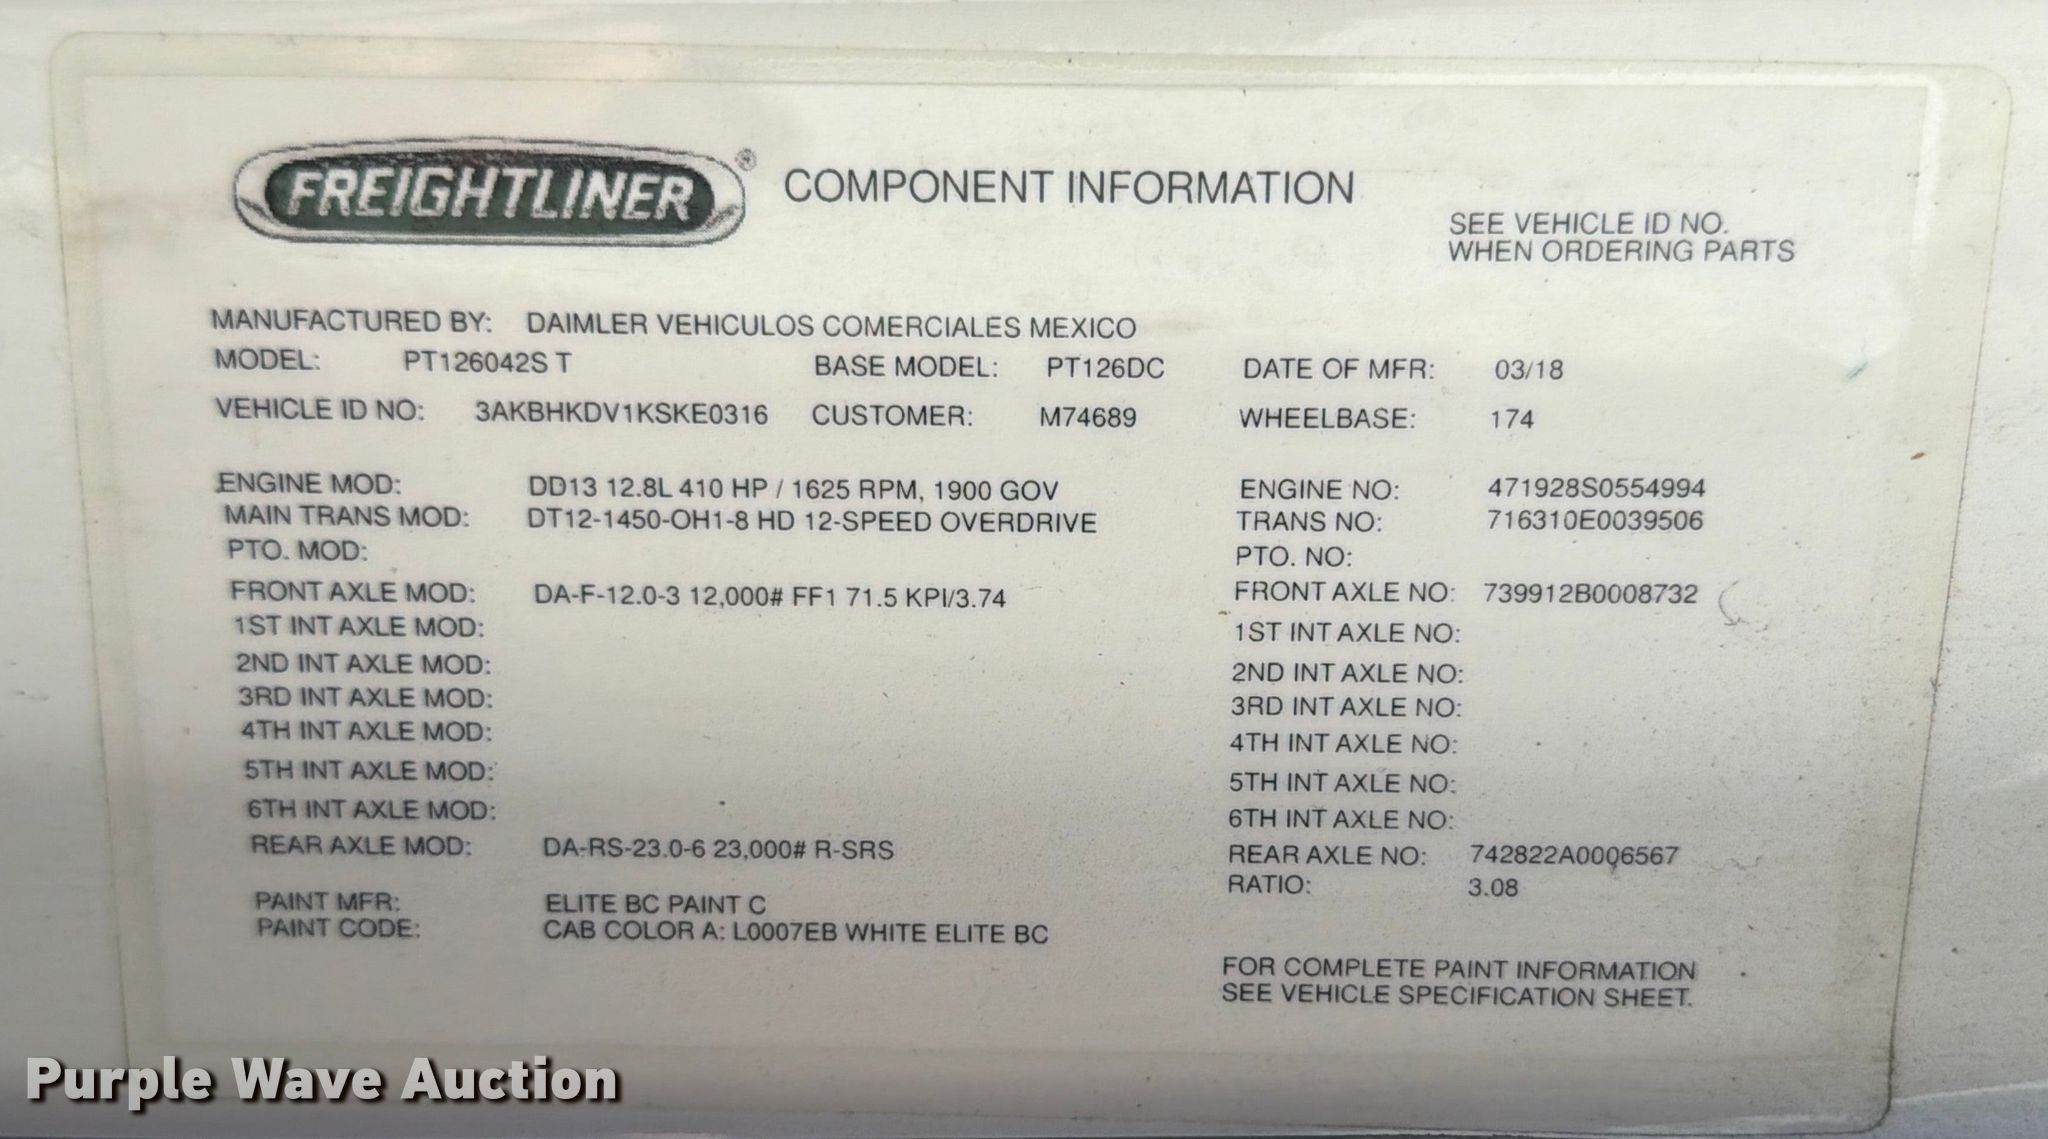 FREIGHTLINER® COMPONENT INFORMATION
SEE VEHICLE ID NO.
WHEN ORDERING PARTS
MANUFACTURED BY: DAIMLER VEHICULOS COMERCIALES MEXICO
MODEL: PT126042S T BASE MODEL: PT126DC DATE OF MFR: 03/18
VEHICLE ID NO: 3AKBHKDV1KSKE0316 CUSTOMER: M74689 WHEELBASE: 174
ENGINE MOD: DD13 12.8L 410 HP / 1625 RPM, 1900 GOV ENGINE NO: 471928S0554994
MAIN TRANS MOD: DT12-1450-OH1-8 HD 12-SPEED OVERDRIVE TRANS NO: 716310E0039506
PTO. MOD: PTO. NO:
FRONT AXLE MOD: DA-F-12.0-3 12,000# FF1 71.5 KPI/3.74 FRONT AXLE NO: 739912B0008732
1ST INT AXLE MOD: 1ST INT AXLE NO:
2ND INT AXLE MOD: 2ND INT AXLE NO:
3RD INT AXLE MOD: 3RD INT AXLE NO:
4TH INT AXLE MOD: 4TH INT AXLE NO:
5TH INT AXLE MOD: 5TH INT AXLE NO:
6TH INT AXLE MOD: 6TH INT AXLE NO:
REAR AXLE MOD: DA-RS-23.0-6 23,000# R-SRS REAR AXLE NO: 742822A0006567
RATIO: 3.08
PAINT MFR: ELITE BC PAINT C
PAINT CODE: CAB COLOR A: L0007EB WHITE ELITE BC
FOR COMPLETE PAINT INFORMATION
SEE VEHICLE SPECIFICATION SHEET.
Purple Wave Auction